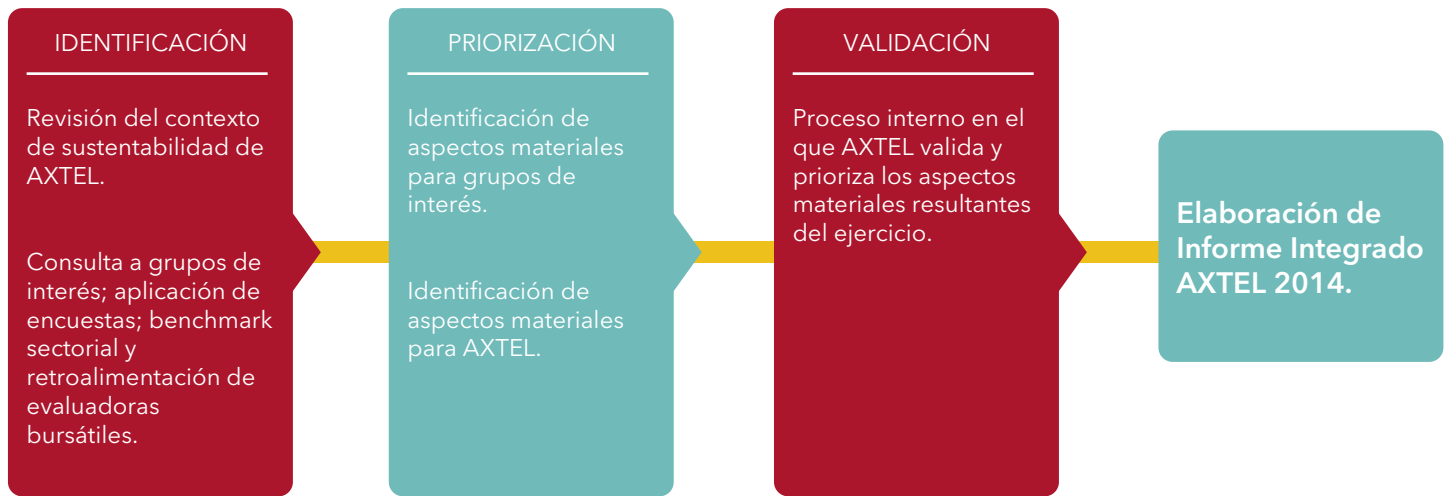 IDENTIFICACIÓN
Revisión del contexto
de sustentabilidad de
AXTEL.
Consulta a grupos de
interés; aplicación de
encuestas; benchmark
sectorial y
retroalimentación de
evaluadoras
bursátiles.
PRIORIZACIÓN
Identificación de
aspectos materiales
para grupos de
interés.
Identificación de
aspectos materiales
para AXTEL.
VALIDACIÓN
Proceso interno en el
que AXTEL valida y
prioriza los aspectos
materiales resultantes
del ejercicio.
Elaboración de
Informe Integrado
AXTEL 2014.